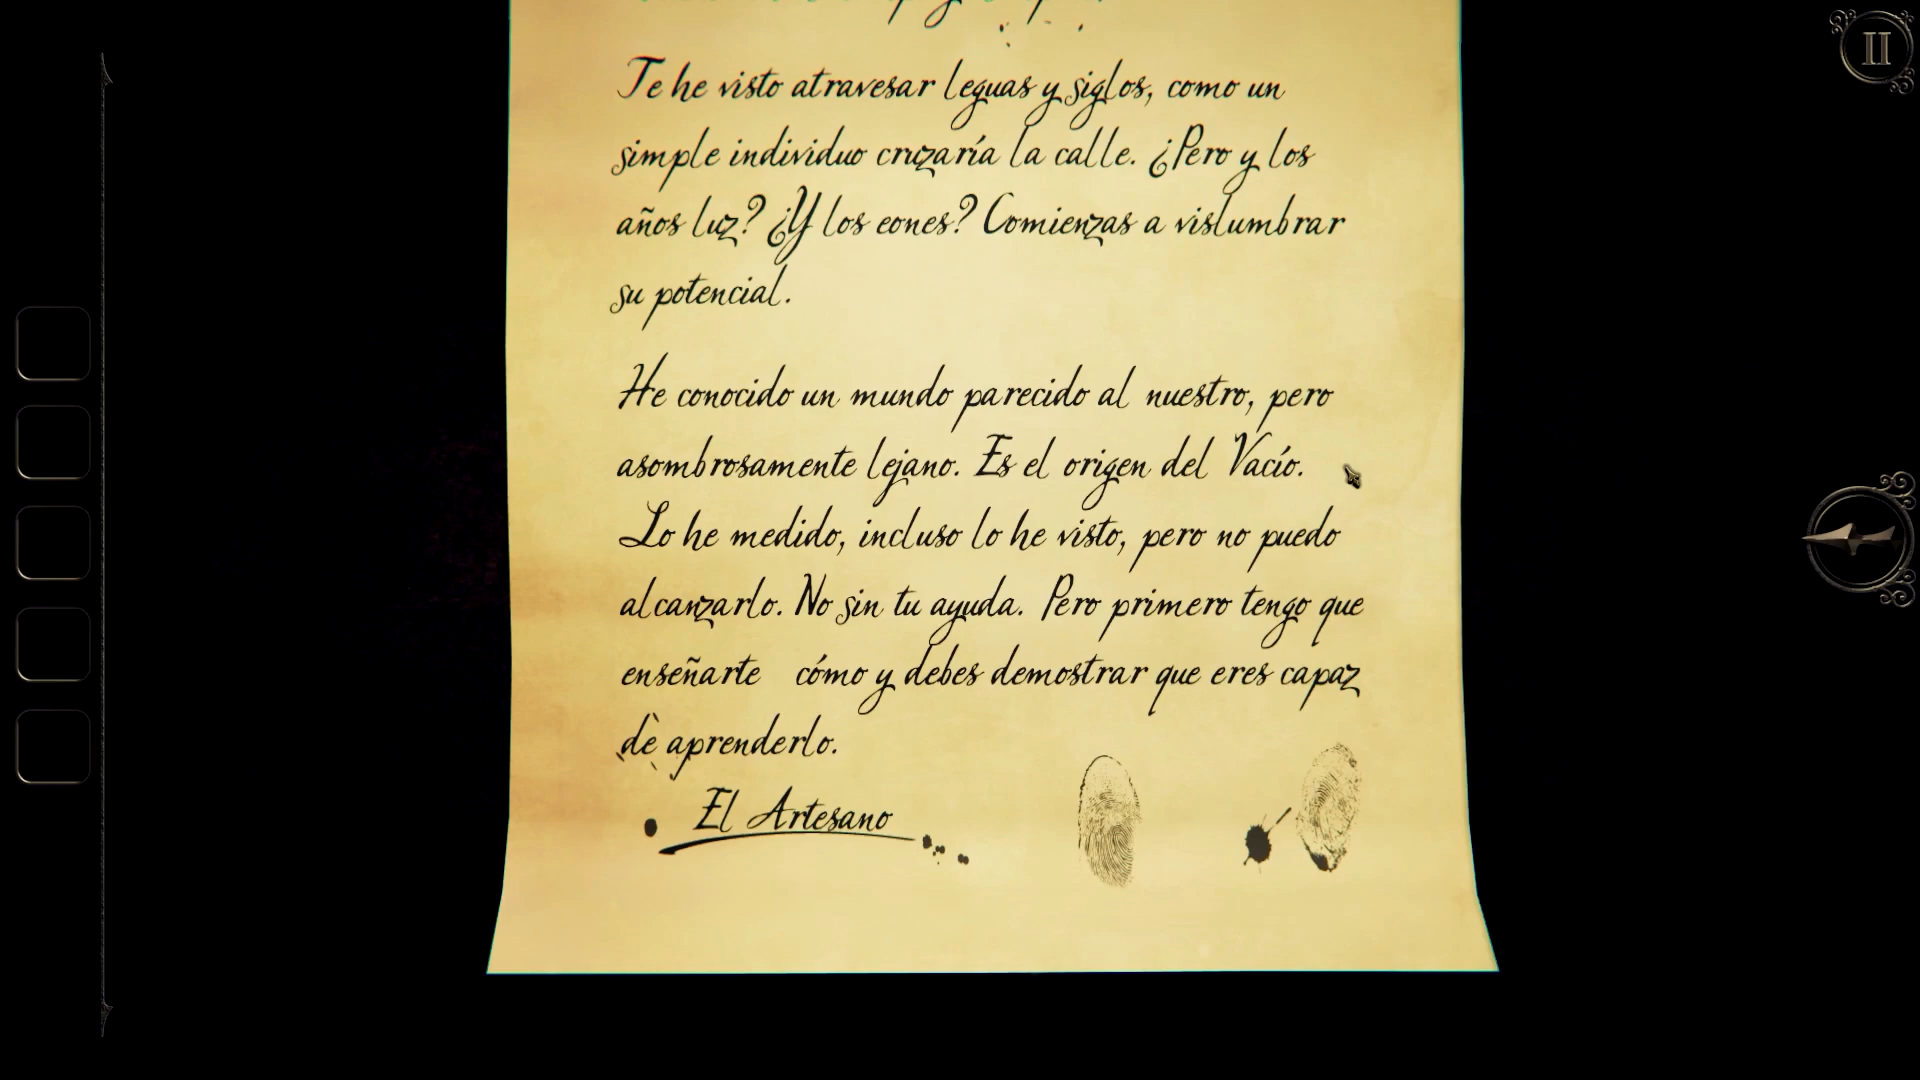 Te he visto atravesar leguas y siglos, como un
simple individuo cruzaría la calle. ¿Pero y los
años luz? ¿Y los eones? Comienzas a vislumbrar
su potencial.
He conocido un mundo parecido al nuestro, pero
asombrosamente lejano. Es el origen del Vacío.
Lo he medido, incluso lo he visto, pero no puedo
alcanzarlo. No sin tu ayuda. Pero primero tengo que
enseñarte cómo y debes demostrar que eres capaz
de aprenderlo.
El Artesano